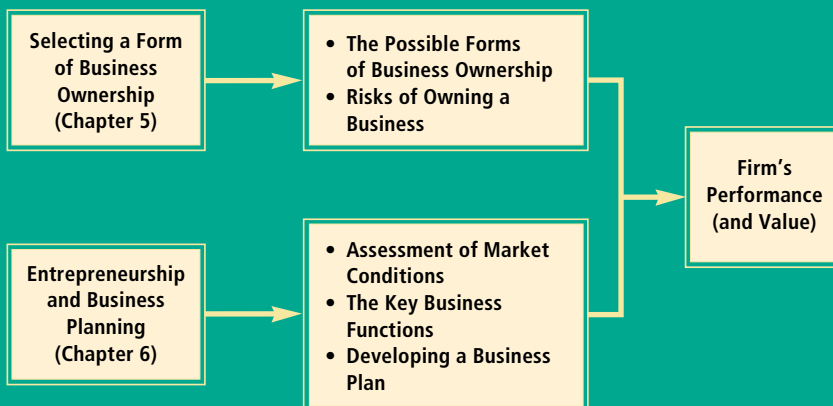 Selecting a Form
of Business
Ownership
(Chapter 5)
• The Possible Forms
of Business Ownership
• Risks of Owning a
Business
Entrepreneurship
and Business
Planning
(Chapter 6)
• Assessment of Market
Conditions
• The Key Business
Functions
• Developing a Business
Plan
Firm’s
Performance
(and Value)